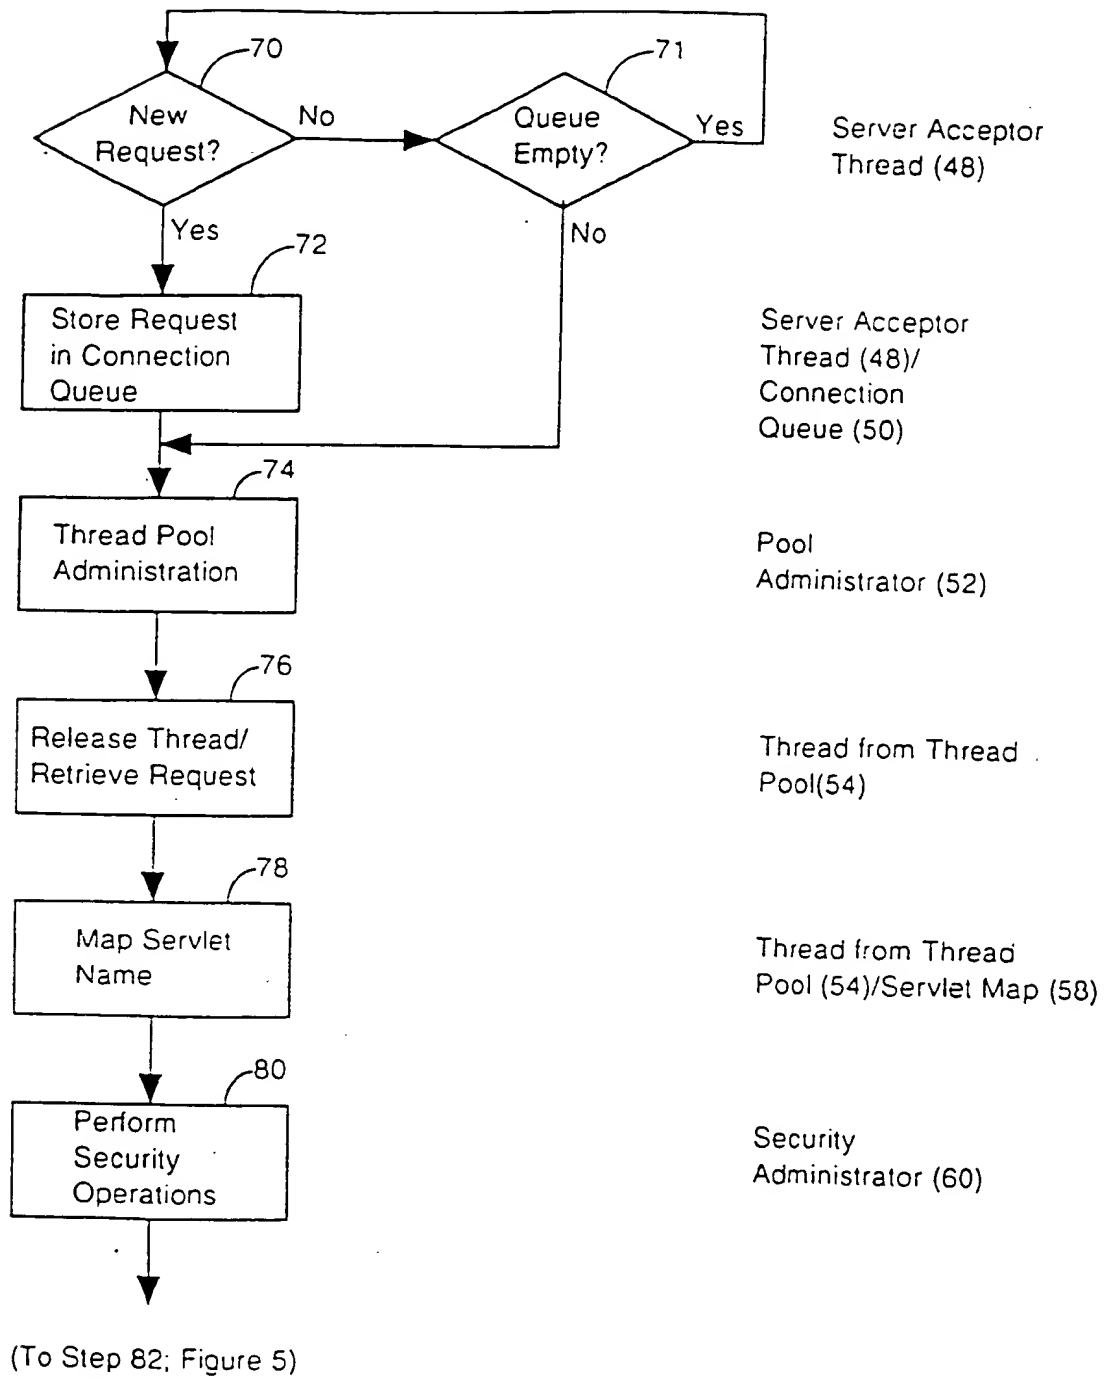 70
71
New
Request?
No
Queue
Empty?
Yes
Server Acceptor
Thread (48)
Yes
No
72
Store Request
in Connection
Queue
Server Acceptor
Thread (48)/
Connection
Queue (50)
74
Thread Pool
Administration
Pool
Administrator (52)
76
Release Thread/
Retrieve Request
Thread from Thread
Pool(54)
78
Map Servlet
Name
Thread from Thread
Pool (54)/Servlet Map (58)
80
Perform
Security
Operations
Security
Administrator (60)
(To Step 82; Figure 5)